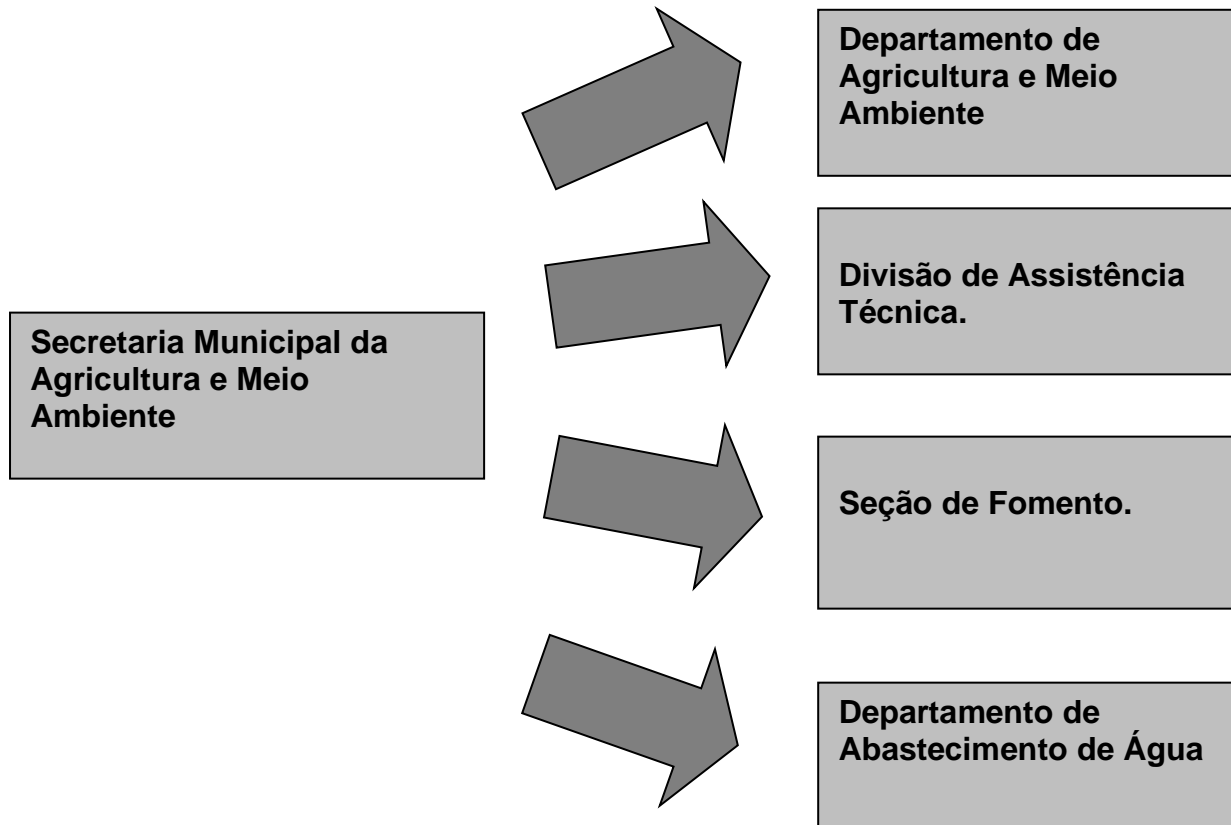 Departamento de
Agricultura e Meio
Ambiente
Divisão de Assistência
Técnica.
Secretaria Municipal da
Agricultura e Meio
Ambiente
Seção de Fomento.
Departamento de
Abastecimento de Água